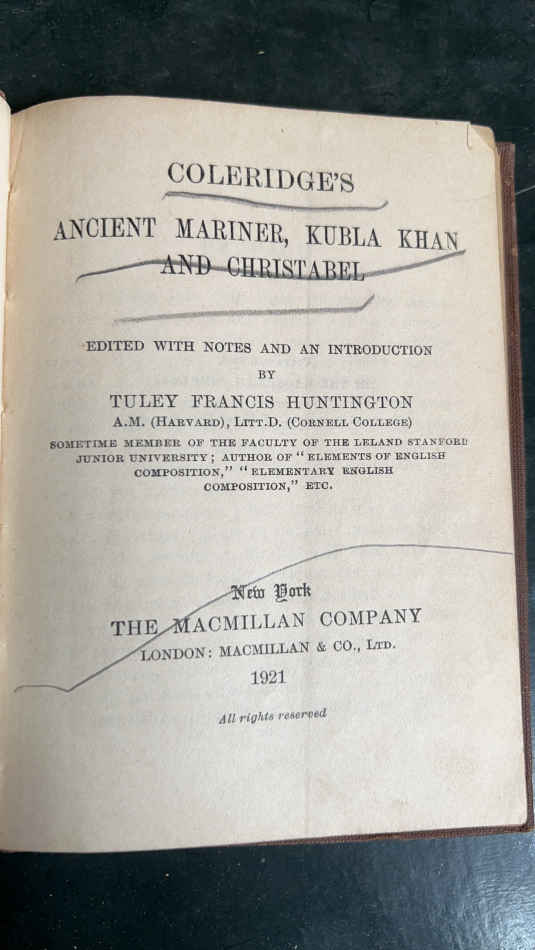 COLERIDGE'S
ANCIENT MARINER, KUBLA KHAN
AND CHRISTABEL
EDITED WITH NOTES AND AN INTRODUCTION
BY
TULEY FRANCIS HUNTINGTON
A.M. (HARVARD), LITT.D. (CORNELL COLLEGE)
SOMETIME MEMBER OF THE FACULTY OF THE LELAND STANFORD
JUNIOR UNIVERSITY; AUTHOR OF "ELEMENTS OF ENGLISH
COMPOSITION," "ELEMENTARY ENGLISH
COMPOSITION," ETC.
New York
THE MACMILLAN COMPANY
LONDON: MACMILLAN & CO., LTD.
1921
All rights reserved